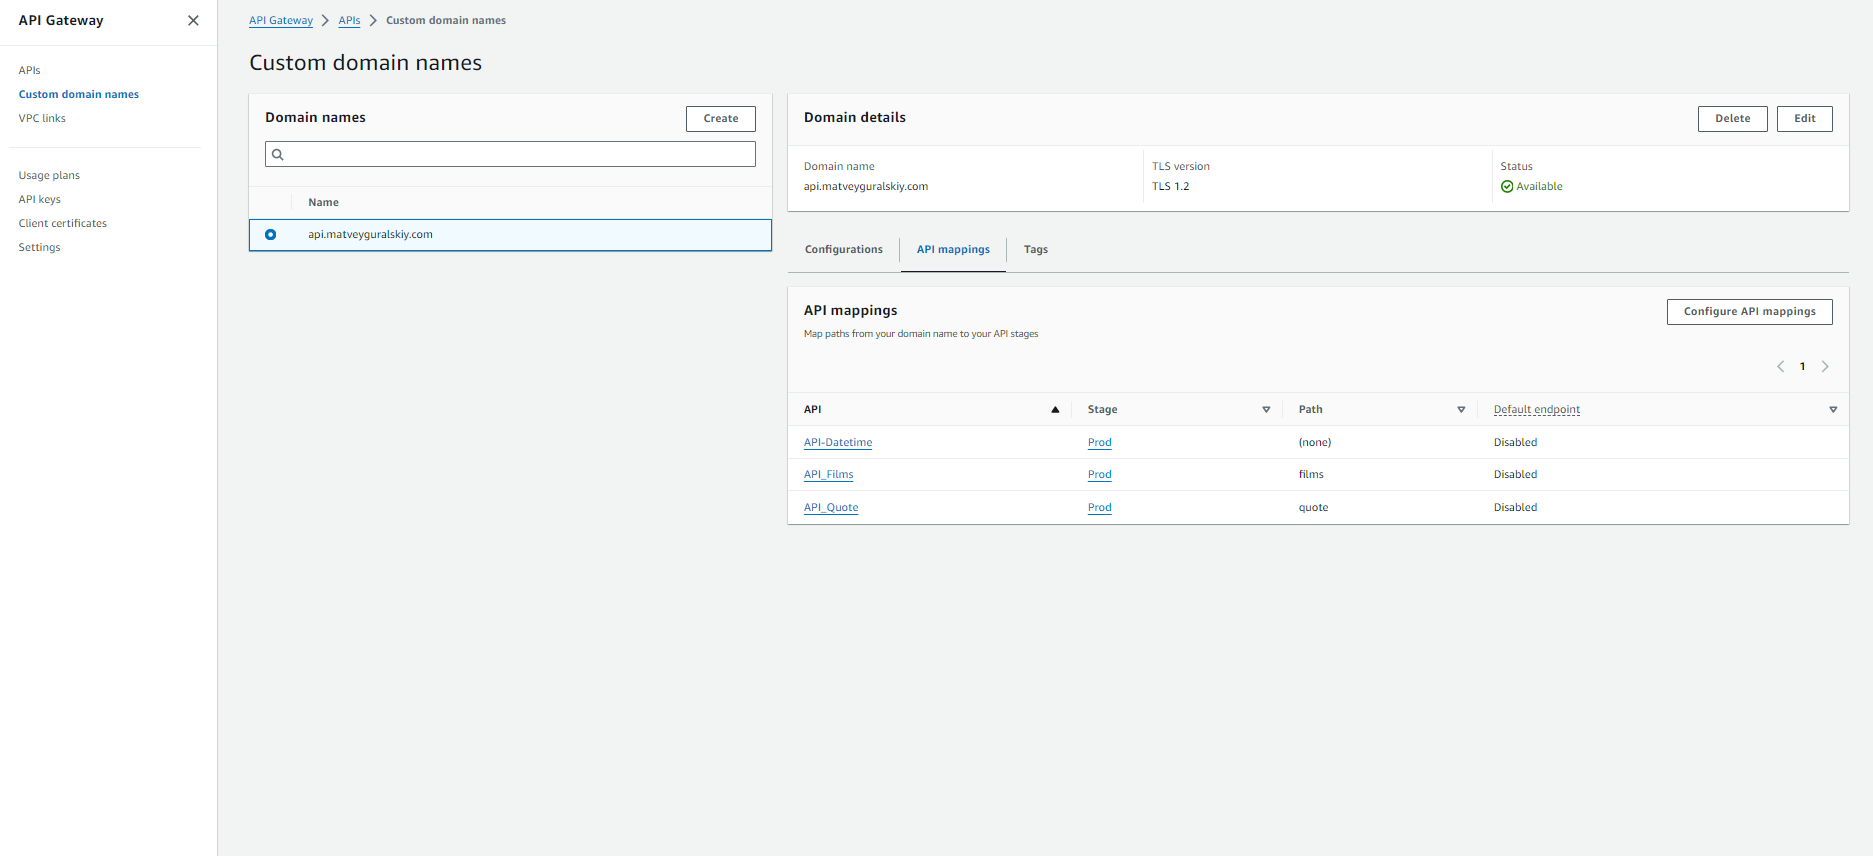 API Gateway
APIs
Custom domain names
VPC links
Usage plans
API keys
Client certificates
Settings
API Gateway APIs Custom domain names
Custom domain names
Domain names Create
Name
api.matveyguralskiy.com
Domain details Delete Edit
Domain name TLS version Status
api.matveyguralskiy.com TLS 1.2 Available
Configurations API mappings Tags
API mappings Configure API mappings
Map paths from your domain name to your API stages
1
API Stage Path Default endpoint
API-Datetime Prod (none) Disabled
API_Films Prod films Disabled
API_Quote Prod quote Disabled